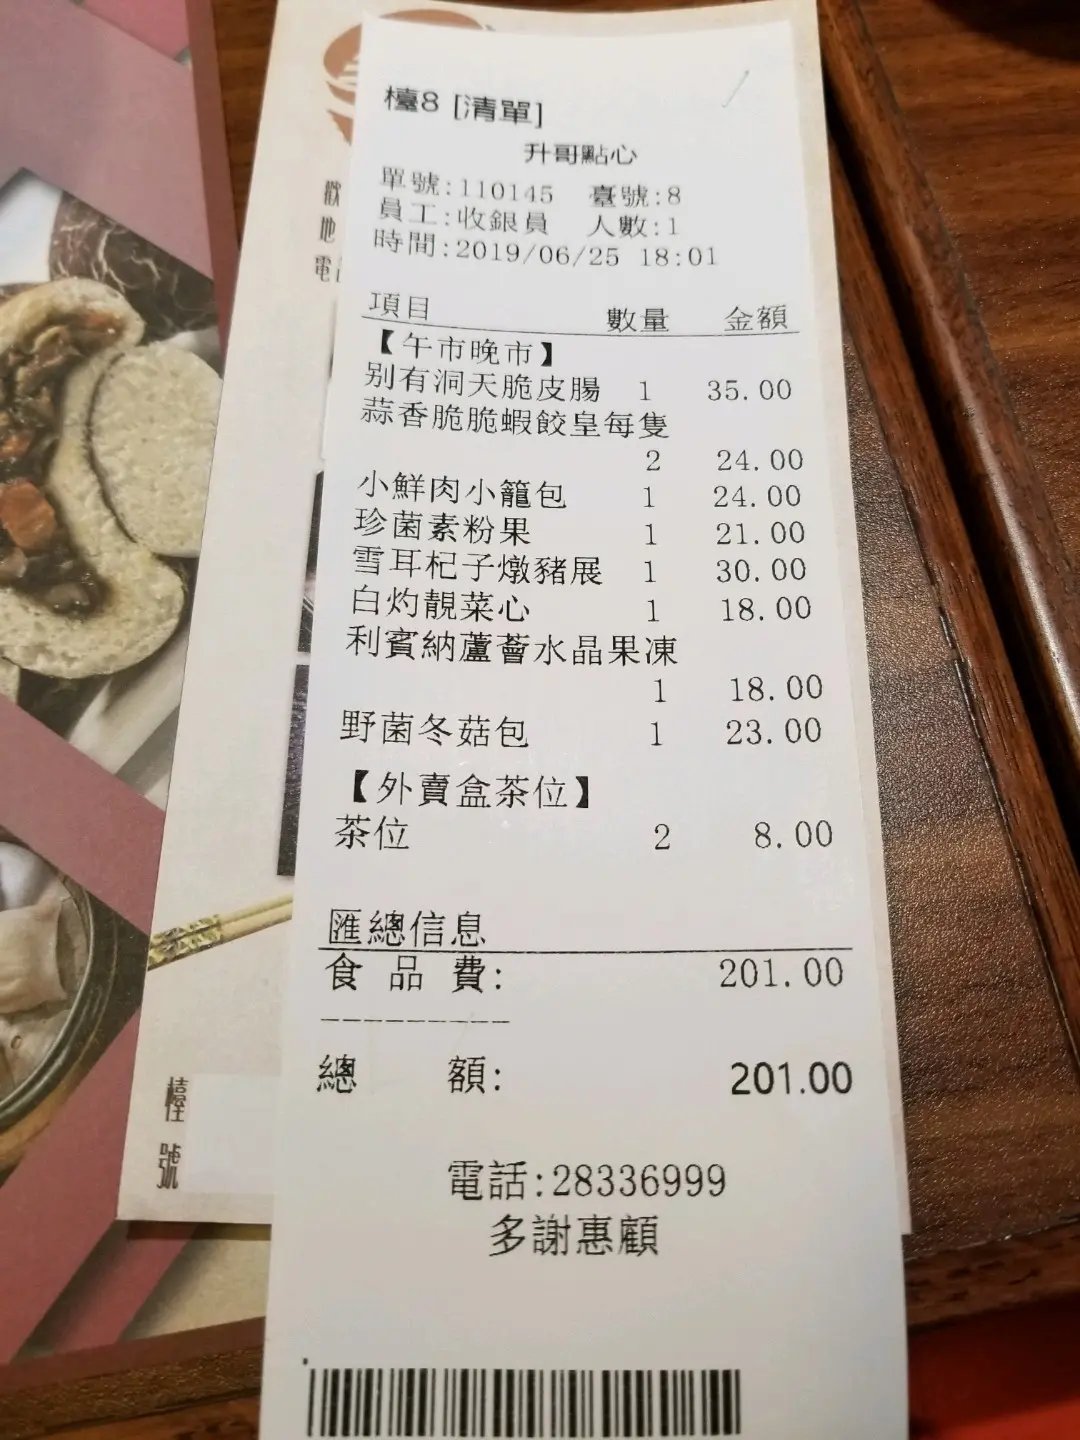 檯8 [清單]
升哥點心
單號:110145 臺號:8
員工:收銀員 人數:1
時間:2019/06/25 18:01
項目 數量 金額
【午市晚市】
别有洞天脆皮腸 1 35.00
蒜香脆脆蝦餃皇每隻
2 24.00
小鮮肉小籠包 1 24.00
珍菌素粉果 1 21.00
雪耳杞子燉豬展 1 30.00
白灼靚菜心 1 18.00
利賓納蘆薈水晶果凍
1 18.00
野菌冬菇包 1 23.00
【外賣盒茶位】
茶位 2 8.00
匯總信息
食 品 費: 201.00
---------
總 額: 201.00
電話:28336999
多謝惠顧
地
電
檯號